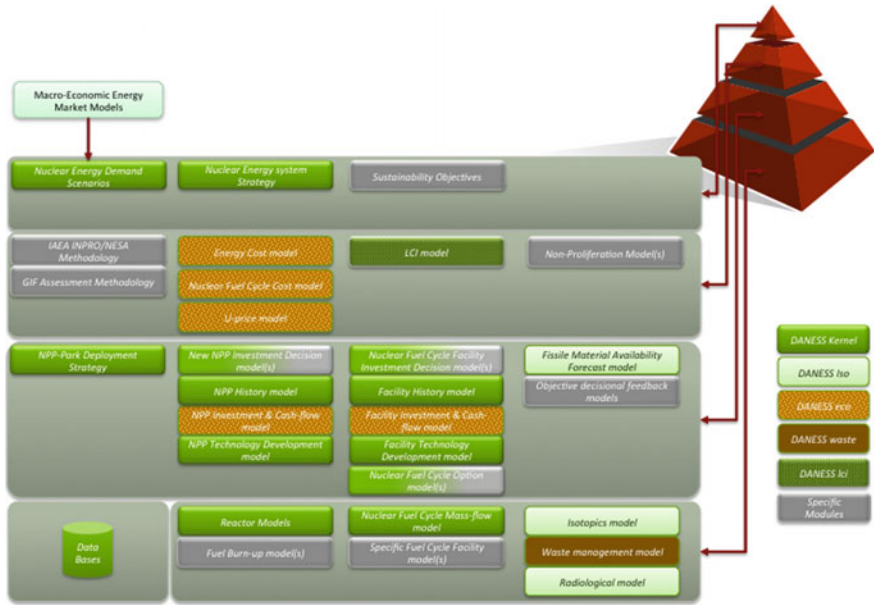 Macro-Economic Energy
Market Models
Nuclear Energy Demand
Scenarios
Nuclear Energy system
Strategy
Sustainability Objectives
IAEA INPRO/NESA
Methodology
GIF Assessment Methodology
Energy Cost model
Nuclear Fuel Cycle Cost model
U-price model
LCI model
Non-Proliferation Model(s)
NPP-Park Deployment
Strategy
New NPP Investment Decision
model(s)
NPP History model
NPP Investment & Cash-flow
model
NPP Technology Development
model
Nuclear Fuel Cycle Facility
Investment Decision model(s)
Facility History model
Facility Investment & Cash-
flow model
Facility Technology
Development model
Nuclear Fuel Cycle Option
model(s)
Fissile Material Availability
Forecast model
Objective decisional feedback
models
Data
Bases
Reactor Models
Fuel Burn-up model(s)
Nuclear Fuel Cycle Mass-flow
model
Specific Fuel Cycle Facility
model(s)
Isotopics model
Waste management model
Radiological model
DANESS Kernel
DANESS Iso
DANESS eco
DANESS waste
DANESS lci
Specific
Modules